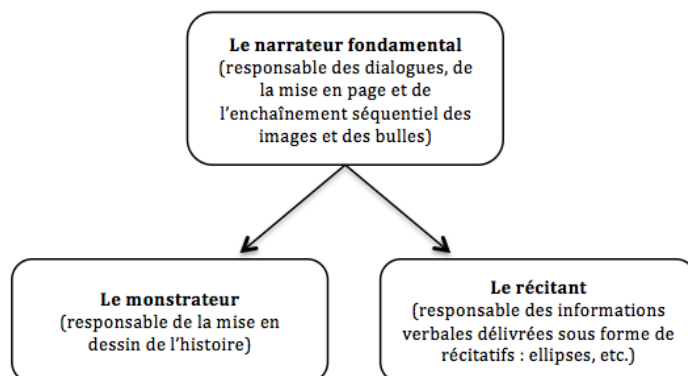 Le narrateur fondamental
(responsable des dialogues, de
la mise en page et de
l'enchaînement séquentiel des
images et des bulles)
Le monstrateur
(responsable de la mise en
dessin de l'histoire)
Le récitant
(responsable des informations
verbales délivrées sous forme de
récitatifs : ellipses, etc.)